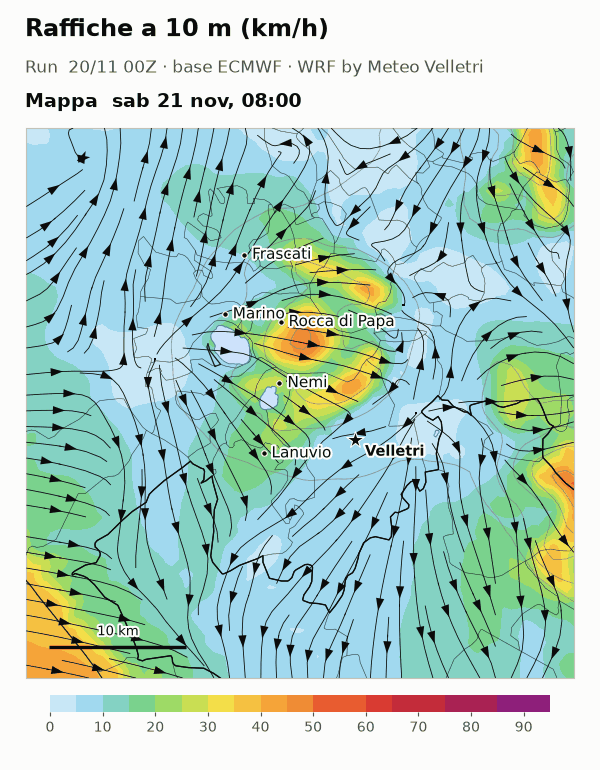 Raffiche a 10 m (km/h)
Run  20/11 00Z · base ECMWF · WRF by Meteo Velletri
Mappa  sab 21 nov, 08:00
Frascati
Marino
Rocca di Papa
Nemi
Velletri
Lanuvio
10 km
0 10 20 30 40 50 60 70 80 90